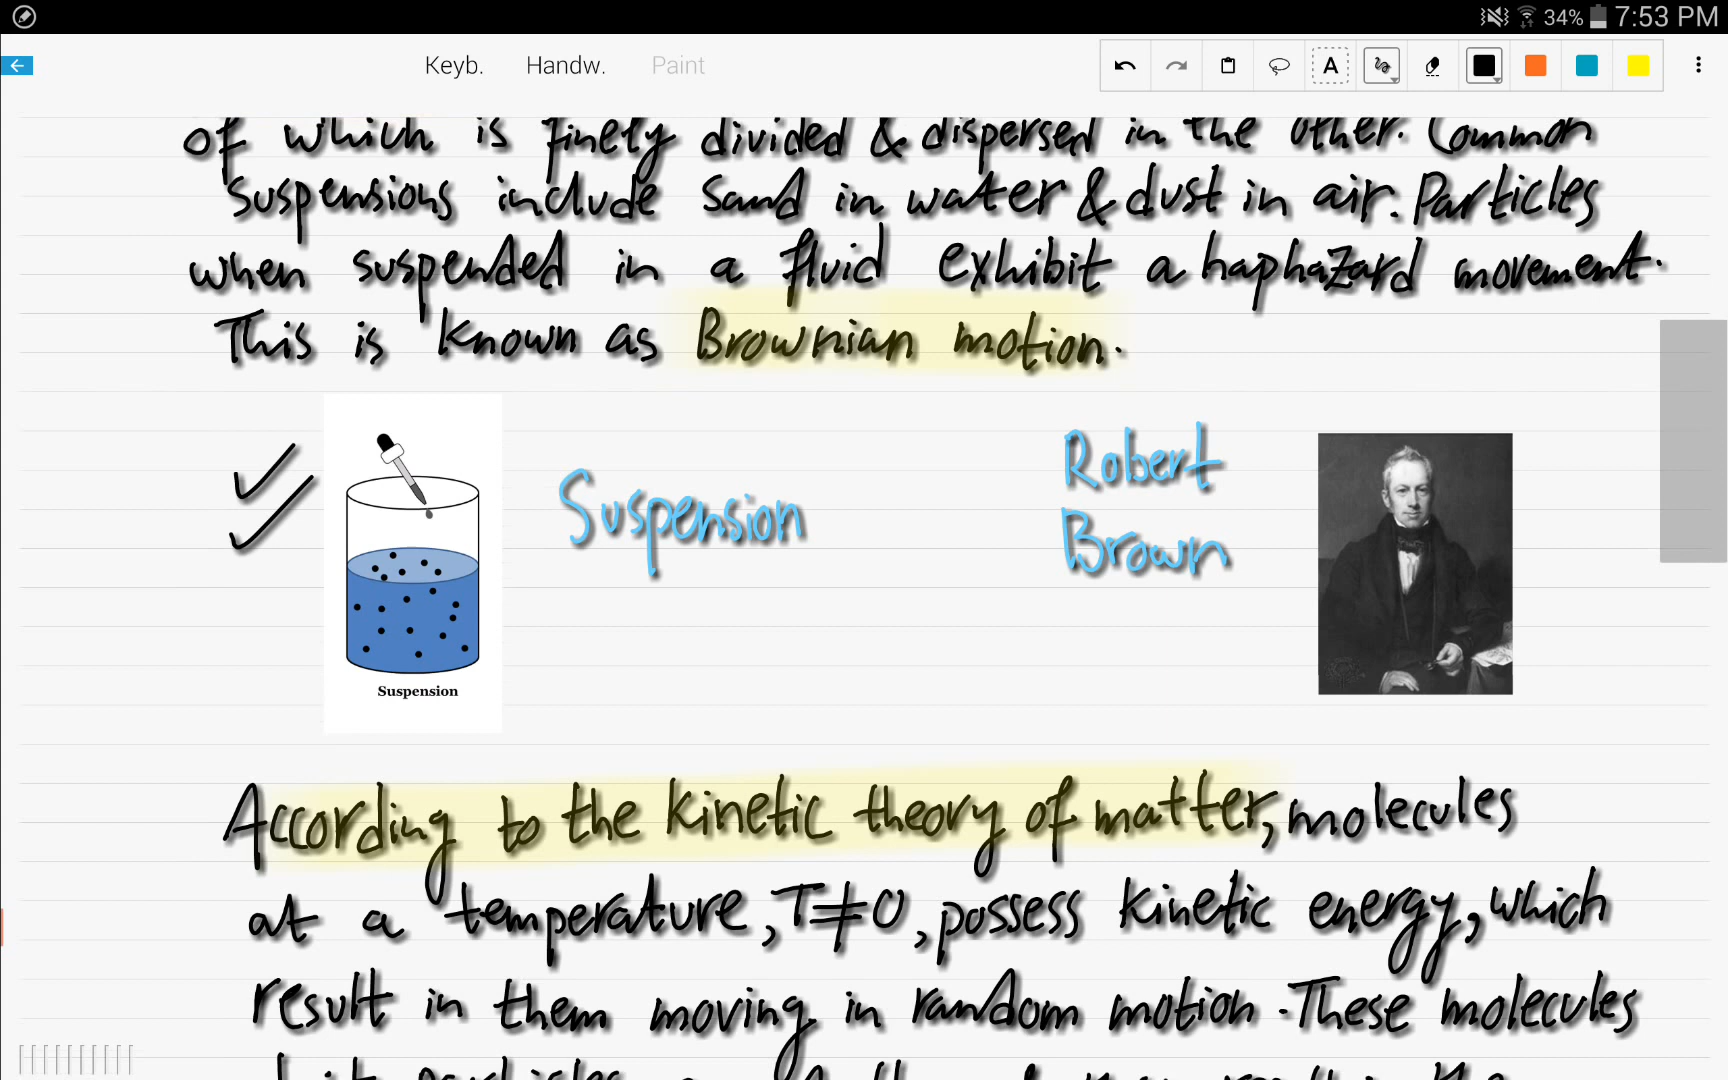 34% 7:53 PM
Keyb. Handw. Paint
A
of which is finely divided & dispersed in the other. Common
suspensions include sand in water & dust in air. Particles
when suspended in a fluid exhibit a haphazard movement.
This is known as Brownian motion.
Suspension
Robert
Brown
Suspension
According to the kinetic theory of matter, molecules
at a temperature, T≠0, possess kinetic energy, which
result in them moving in random motion. These molecules
hit particles